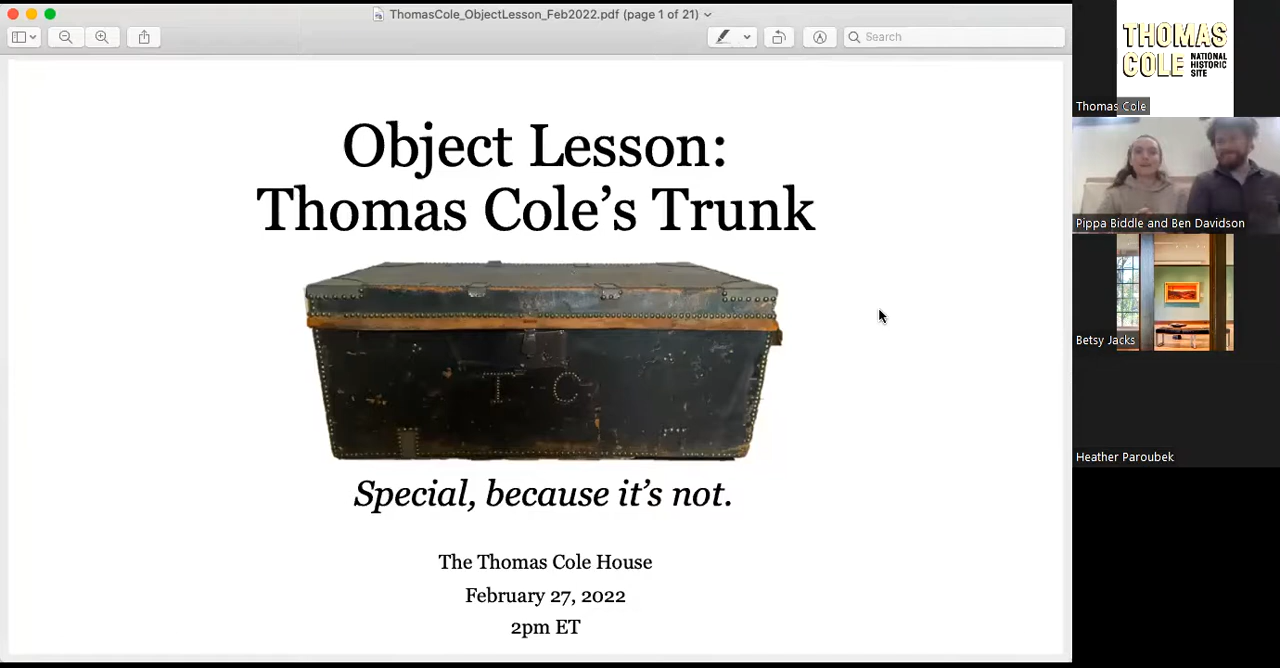 ThomasCole_ObjectLesson_Feb2022.pdf (page 1 of 21)
Search
Object Lesson:
Thomas Cole's Trunk
T C
Special, because it's not.
The Thomas Cole House
February 27, 2022
2pm ET
THOMAS
COLE NATIONAL
HISTORIC
SITE
Thomas Cole
Pippa Biddle and Ben Davidson
Betsy Jacks
Heather Paroubek